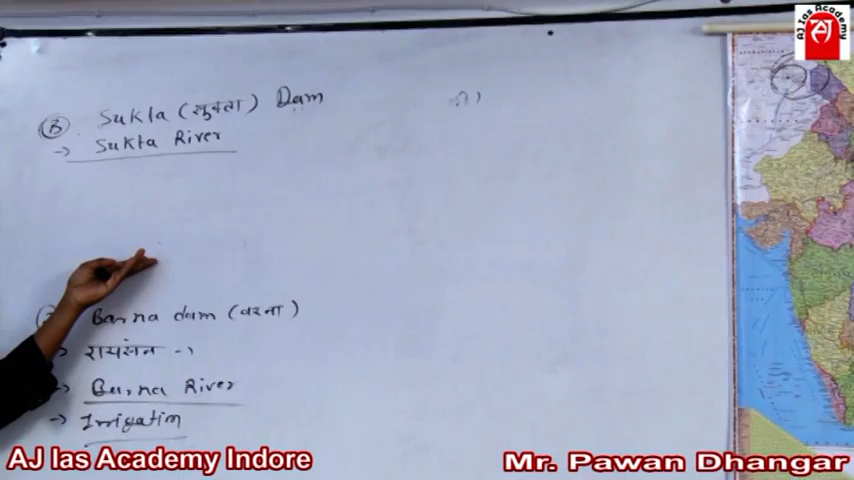 AJ Ias Academy
Sukla (सुक्ता) Dam
→ Sukta River
Barna dam (बरना)
→ रायसेन →
→ Barna River
→ Irrigation
AJ Ias Academy Indore
Mr. Pawan Dhangar